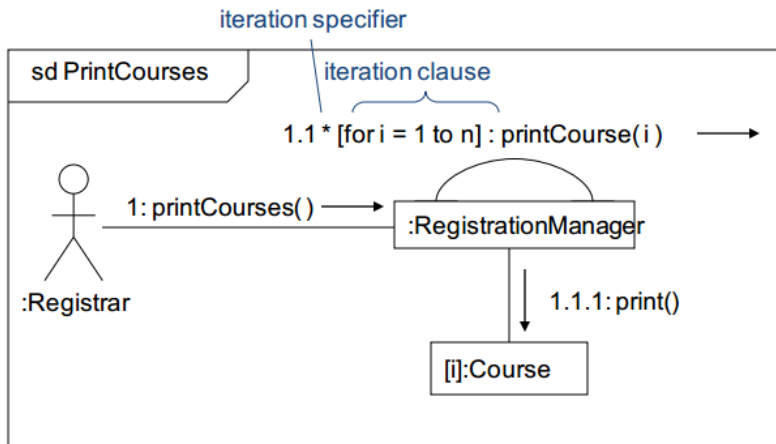 iteration specifier
sd PrintCourses
iteration clause
1.1 * [for i = 1 to n] : printCourse( i )
1: printCourses( )
:RegistrationManager
:Registrar
1.1.1: print()
[i]:Course